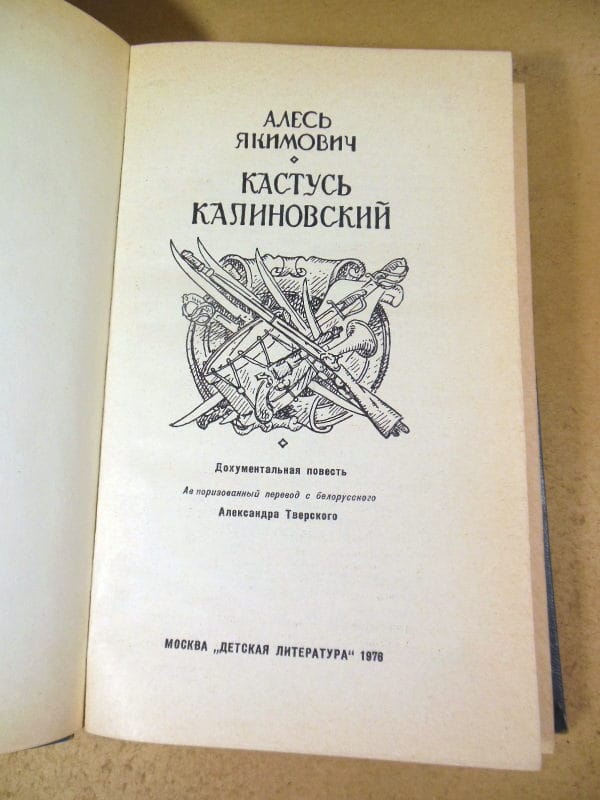 АЛЕСЬ
ЯКИМОВИЧ
КАСТУСЬ
КАЛИНОВСКИЙ
Документальная повесть
Авторизованный перевод с белорусского
Александра Тверского
МОСКВА „ДЕТСКАЯ ЛИТЕРАТУРА" 1976